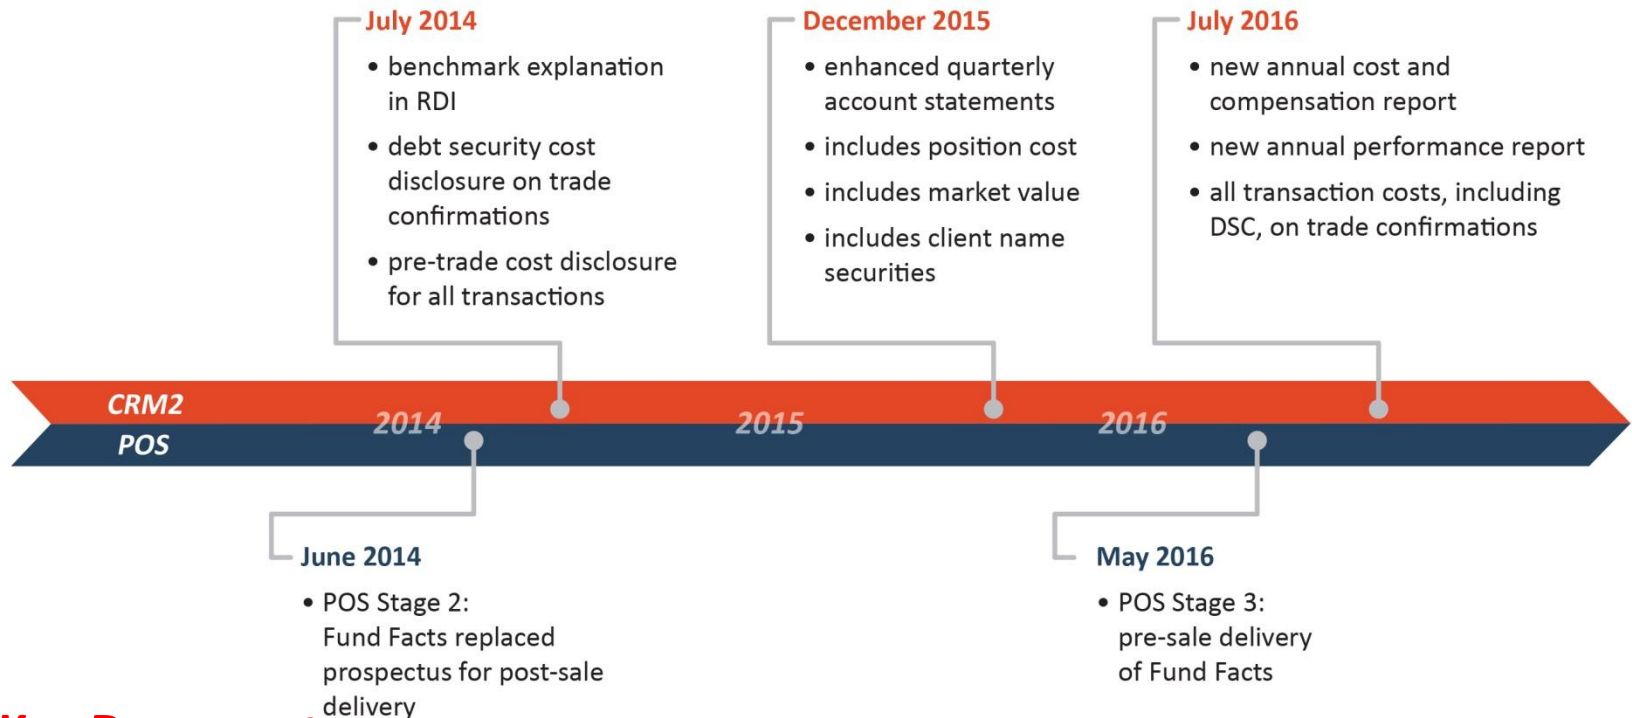 July 2014
• benchmark explanation
in RDI
• debt security cost
disclosure on trade
confirmations
• pre-trade cost disclosure
for all transactions
December 2015
• enhanced quarterly
account statements
• includes position cost
• includes market value
• includes client name
securities
July 2016
• new annual cost and
compensation report
• new annual performance report
• all transaction costs, including
DSC, on trade confirmations
CRM2
POS
2014
2015
2016
June 2014
• POS Stage 2:
Fund Facts replaced
prospectus for post-sale
delivery
May 2016
• POS Stage 3:
pre-sale delivery
of Fund Facts